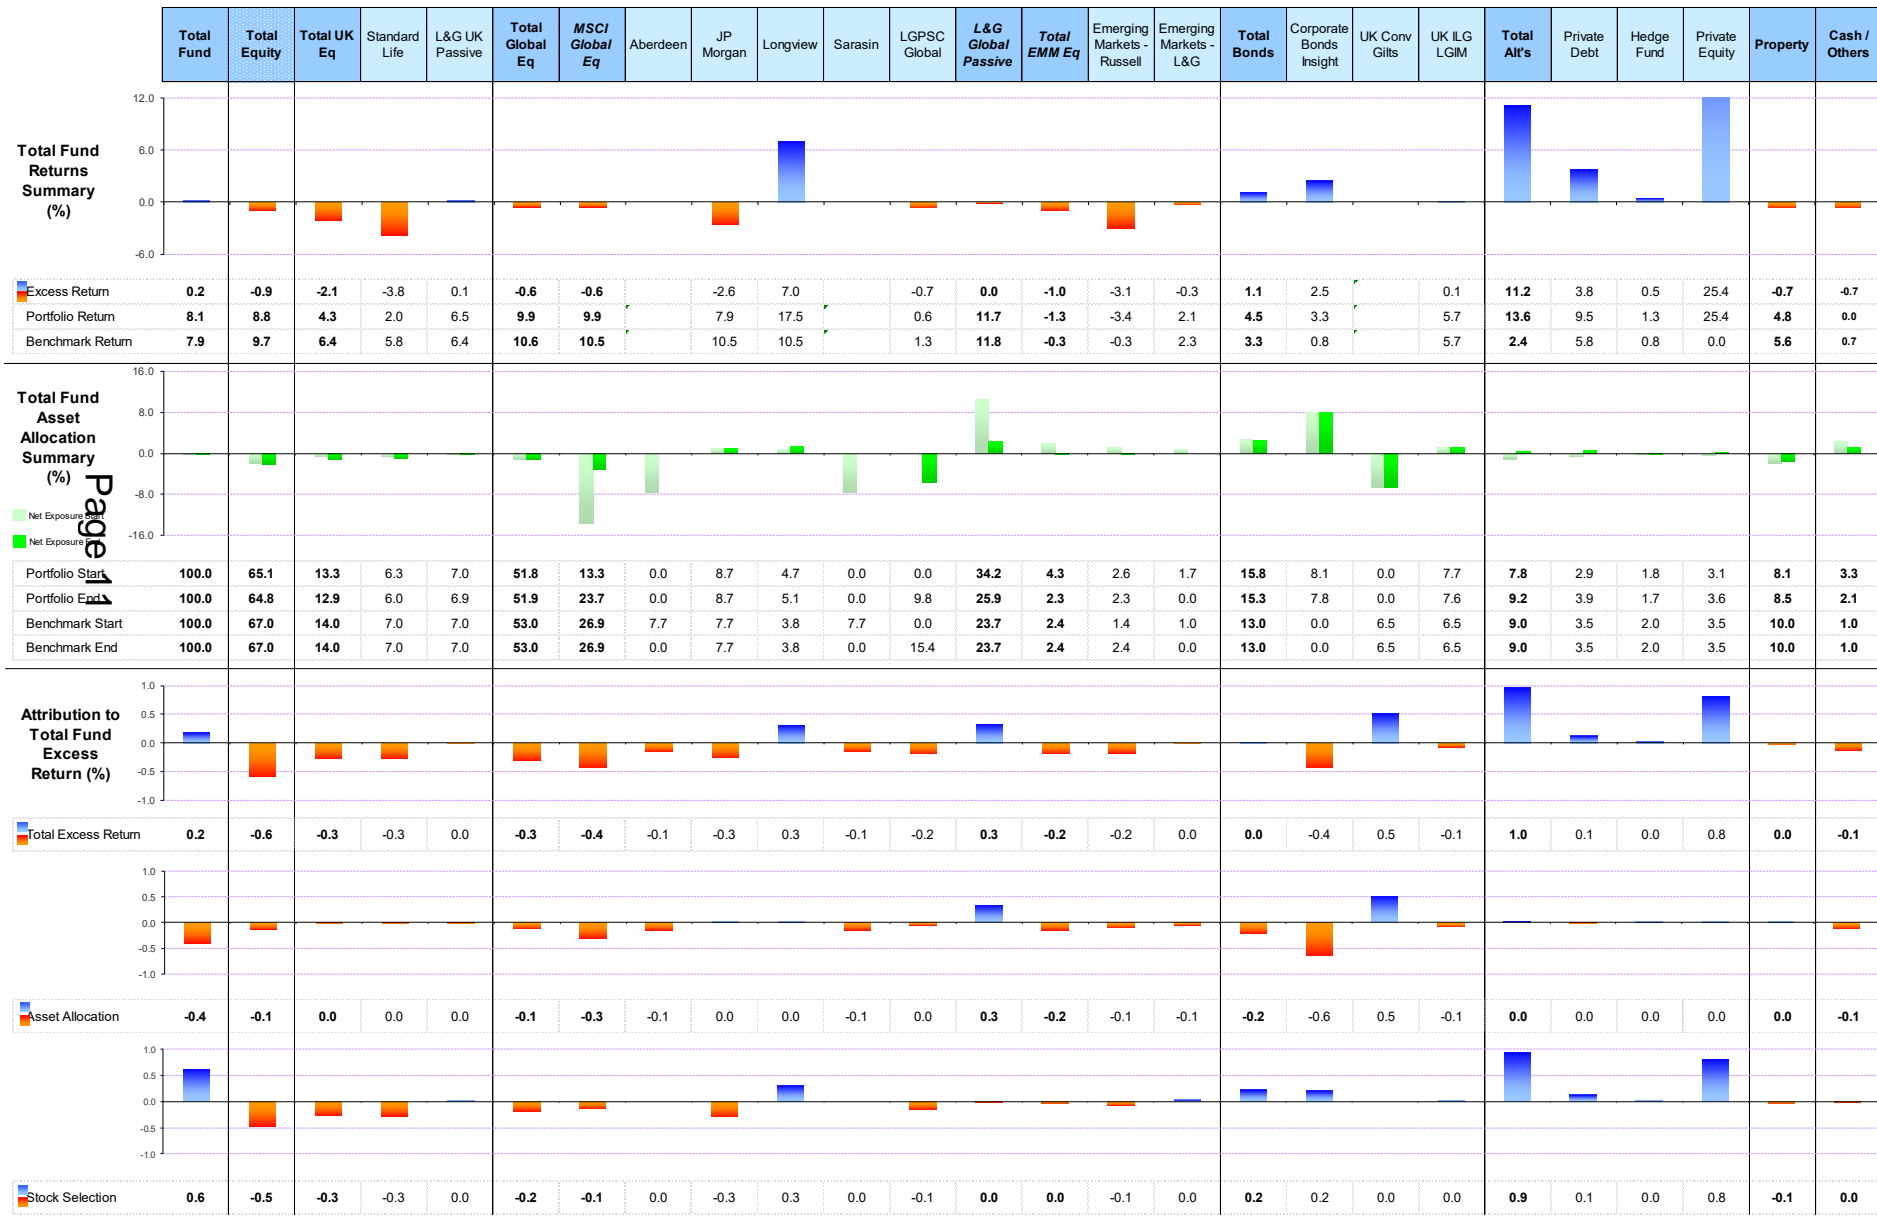 Total Fund Total Equity Total UK Eq Standard Life L&G UK Passive Total Global Eq MSCI Global Eq Aberdeen JP Morgan Longview Sarasin LGPSC Global L&G Global Passive Total EMM Eq Emerging Markets - Russell Emerging Markets - L&G Total Bonds Corporate Bonds Insight UK Conv Gilts UK ILG LGIM Total Alt's Private Debt Hedge Fund Private Equity Property Cash / Others
Total Fund
Returns
Summary
(%)
12.0
6.0
0.0
-6.0
Excess Return 0.2 -0.9 -2.1 -3.8 0.1 -0.6 -0.6 -2.6 7.0 -0.7 0.0 -1.0 -3.1 -0.3 1.1 2.5 0.1 11.2 3.8 0.5 25.4 -0.7 -0.7
Portfolio Return 8.1 8.8 4.3 2.0 6.5 9.9 9.9 7.9 17.5 0.6 11.7 -1.3 -3.4 2.1 4.5 3.3 5.7 13.6 9.5 1.3 25.4 4.8 0.0
Benchmark Return 7.9 9.7 6.4 5.8 6.4 10.6 10.5 10.5 10.5 1.3 11.8 -0.3 -0.3 2.3 3.3 0.8 5.7 2.4 5.8 0.8 0.0 5.6 0.7
Total Fund
Asset
Allocation
Summary
(%)
16.0
8.0
0.0
-8.0
-16.0
Net Exposure Start
Net Exposure End
Page 11
Portfolio Start 100.0 65.1 13.3 6.3 7.0 51.8 13.3 0.0 8.7 4.7 0.0 0.0 34.2 4.3 2.6 1.7 15.8 8.1 0.0 7.7 7.8 2.9 1.8 3.1 8.1 3.3
Portfolio End 100.0 64.8 12.9 6.0 6.9 51.9 23.7 0.0 8.7 5.1 0.0 9.8 25.9 2.3 2.3 0.0 15.3 7.8 0.0 7.6 9.2 3.9 1.7 3.6 8.5 2.1
Benchmark Start 100.0 67.0 14.0 7.0 7.0 53.0 26.9 7.7 7.7 3.8 7.7 0.0 23.7 2.4 1.4 1.0 13.0 0.0 6.5 6.5 9.0 3.5 2.0 3.5 10.0 1.0
Benchmark End 100.0 67.0 14.0 7.0 7.0 53.0 26.9 0.0 7.7 3.8 0.0 15.4 23.7 2.4 2.4 0.0 13.0 0.0 6.5 6.5 9.0 3.5 2.0 3.5 10.0 1.0
Attribution to
Total Fund
Excess
Return (%)
1.0
0.5
0.0
-0.5
-1.0
Total Excess Return 0.2 -0.6 -0.3 -0.3 0.0 -0.3 -0.4 -0.1 -0.3 0.3 -0.1 -0.2 0.3 -0.2 -0.2 0.0 0.0 -0.4 0.5 -0.1 1.0 0.1 0.0 0.8 0.0 -0.1
1.0
0.5
0.0
-0.5
-1.0
Asset Allocation -0.4 -0.1 0.0 0.0 0.0 -0.1 -0.3 -0.1 0.0 0.0 -0.1 0.0 0.3 -0.2 -0.1 -0.1 -0.2 -0.6 0.5 -0.1 0.0 0.0 0.0 0.0 0.0 -0.1
1.0
0.5
0.0
-0.5
-1.0
Stock Selection 0.6 -0.5 -0.3 -0.3 0.0 -0.2 -0.1 0.0 -0.3 0.3 0.0 -0.1 0.0 0.0 -0.1 0.0 0.2 0.2 0.0 0.0 0.9 0.1 0.0 0.8 -0.1 0.0